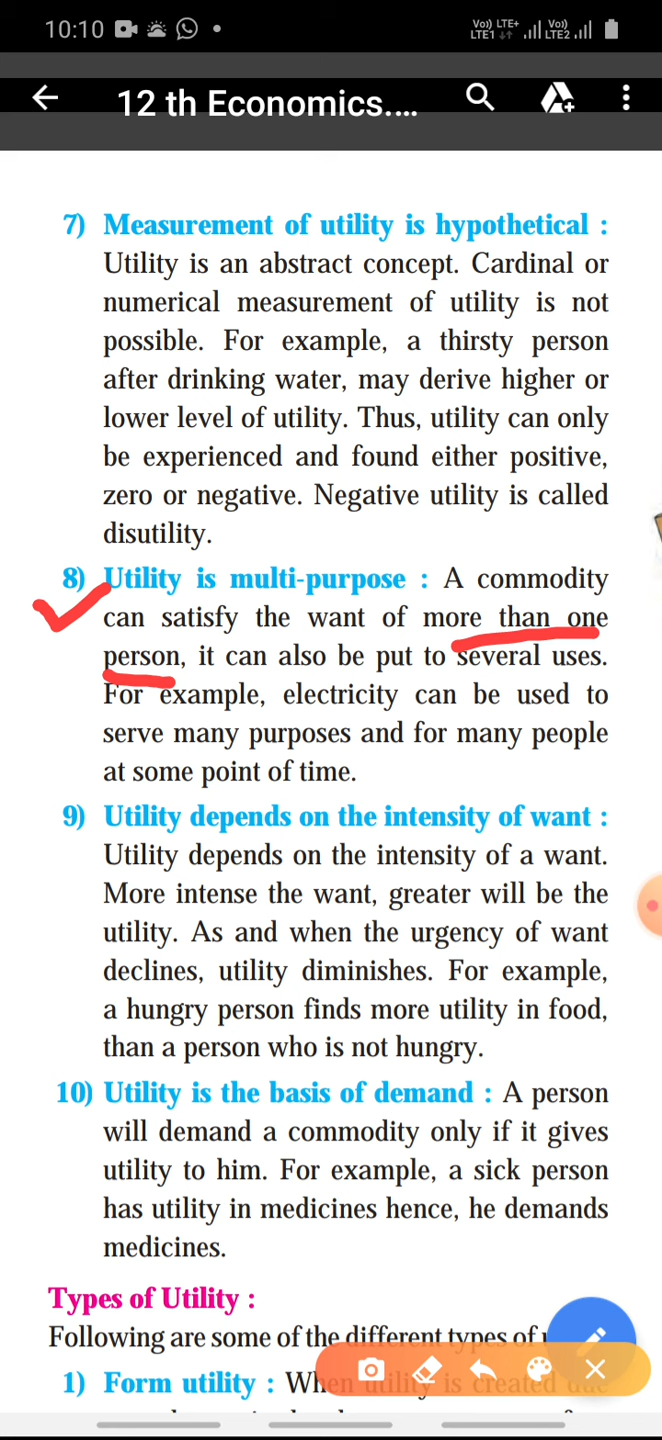 10:10
Vo) LTE+ Vo)
LTE1 LTE2
12 th Economics....
7) Measurement of utility is hypothetical :
Utility is an abstract concept. Cardinal or
numerical measurement of utility is not
possible. For example, a thirsty person
after drinking water, may derive higher or
lower level of utility. Thus, utility can only
be experienced and found either positive,
zero or negative. Negative utility is called
disutility.
8) Utility is multi-purpose : A commodity
can satisfy the want of more than one
person, it can also be put to several uses.
For example, electricity can be used to
serve many purposes and for many people
at some point of time.
9) Utility depends on the intensity of want :
Utility depends on the intensity of a want.
More intense the want, greater will be the
utility. As and when the urgency of want
declines, utility diminishes. For example,
a hungry person finds more utility in food,
than a person who is not hungry.
10) Utility is the basis of demand : A person
will demand a commodity only if it gives
utility to him. For example, a sick person
has utility in medicines hence, he demands
medicines.
Types of Utility :
Following are some of the different types of
1) Form utility : When utility is created due